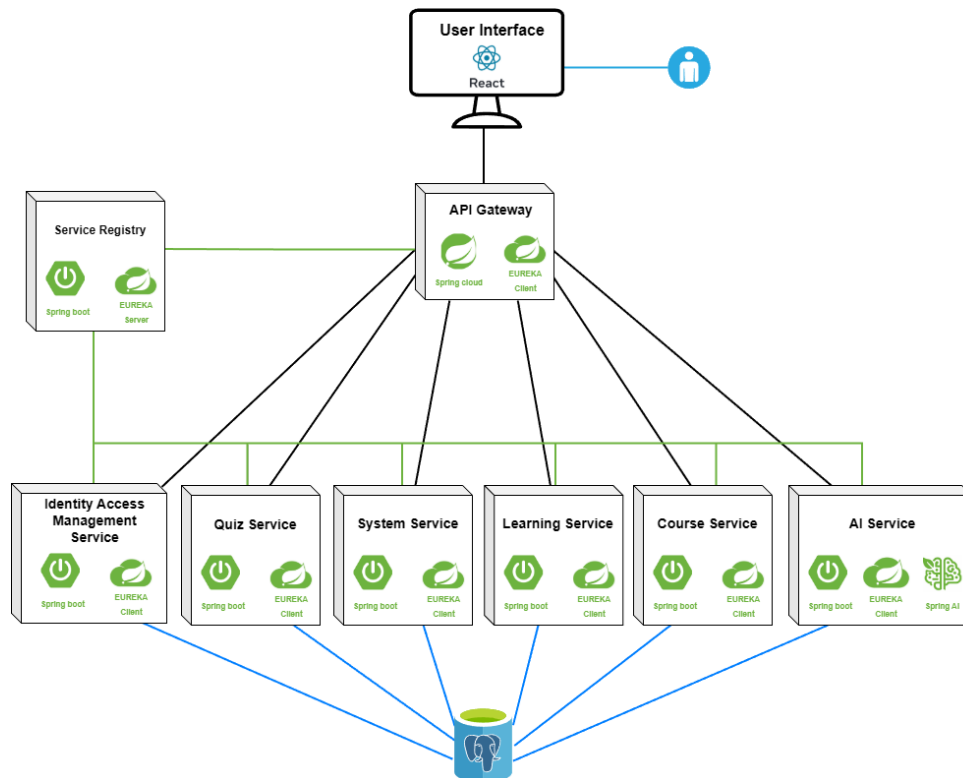 User Interface
React
API Gateway
Spring cloud
EUREKA
Client
Service Registry
Spring boot
EUREKA
Server
Identity Access
Management
Service
Spring boot
EUREKA
Client
Quiz Service
Spring boot
EUREKA
Client
System Service
Spring boot
EUREKA
Client
Learning Service
Spring boot
EUREKA
Client
Course Service
Spring boot
EUREKA
Client
AI Service
Spring boot
EUREKA
Client
Spring AI